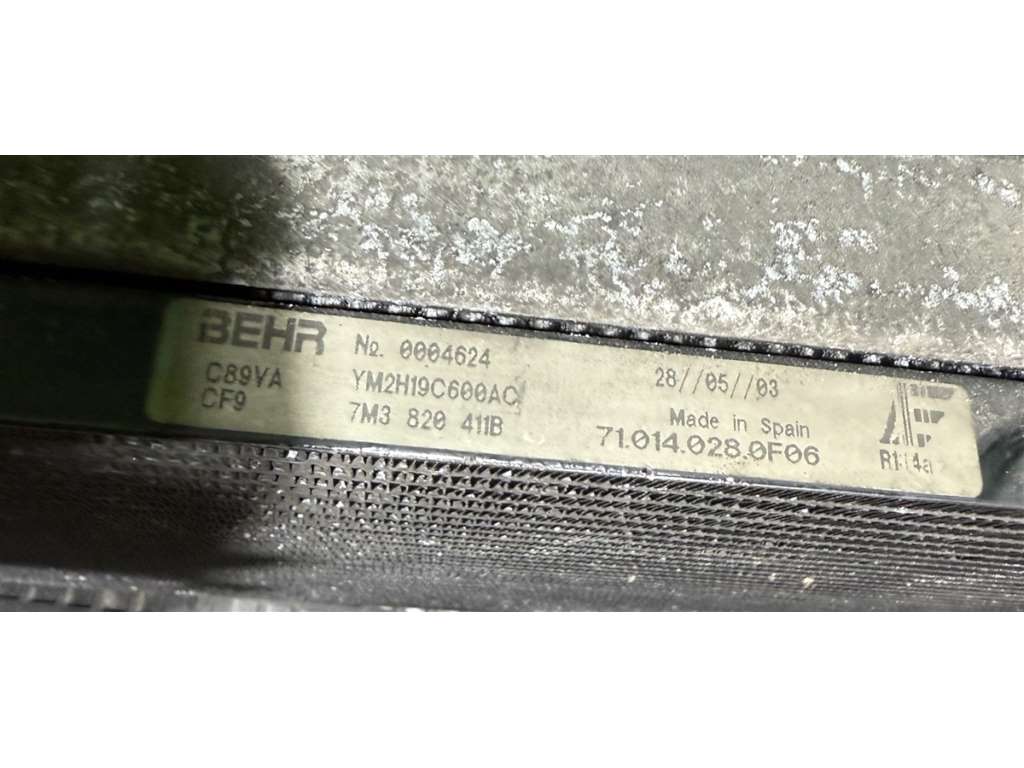 BEHR № 0004624
C89VA YM2H19C600AC 28//05//03
CF9 7M3 820 411B Made in Spain
71.014.028.0F06